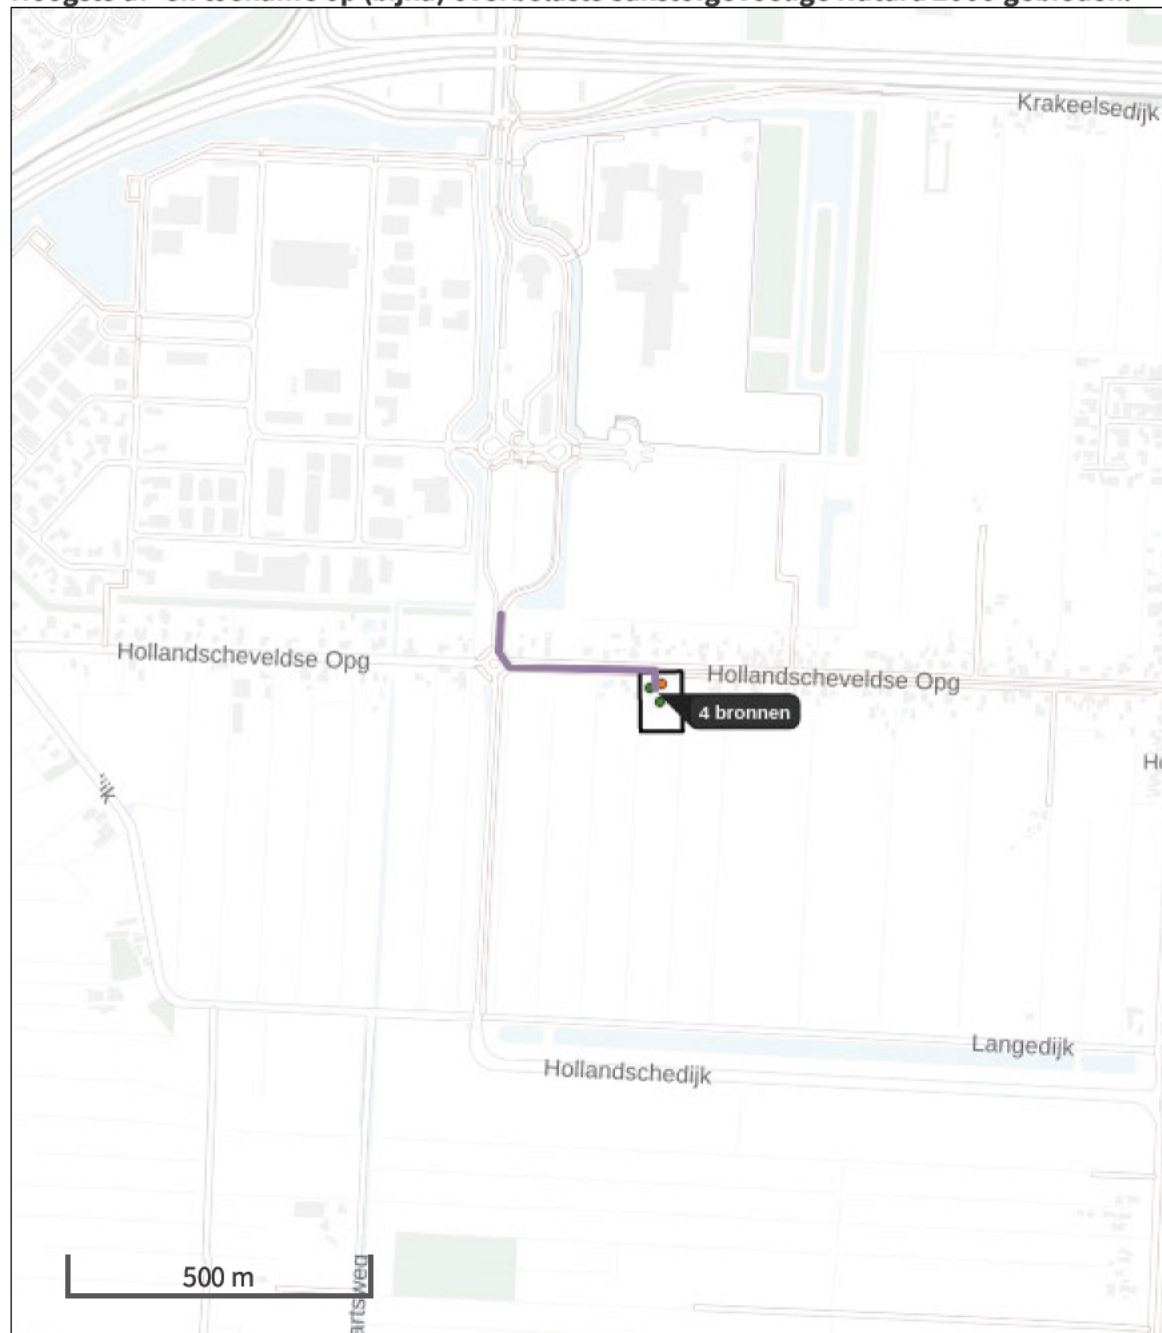 Krakeelsedijk
Hollandscheveldse Opg
Hollandscheveldse Opg
4 bronnen
Langedijk
Hollandschedijk
500 m